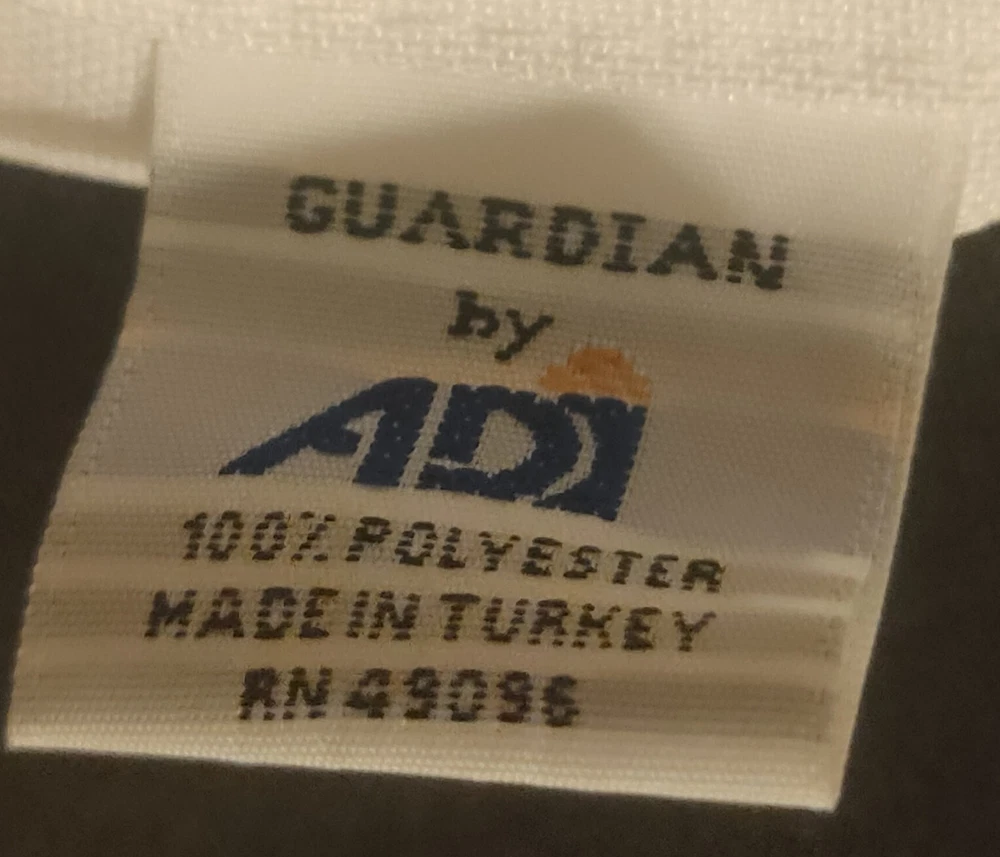 GUARDIAN
by
ADI
100% POLYESTER
MADE IN TURKEY
RN 49096